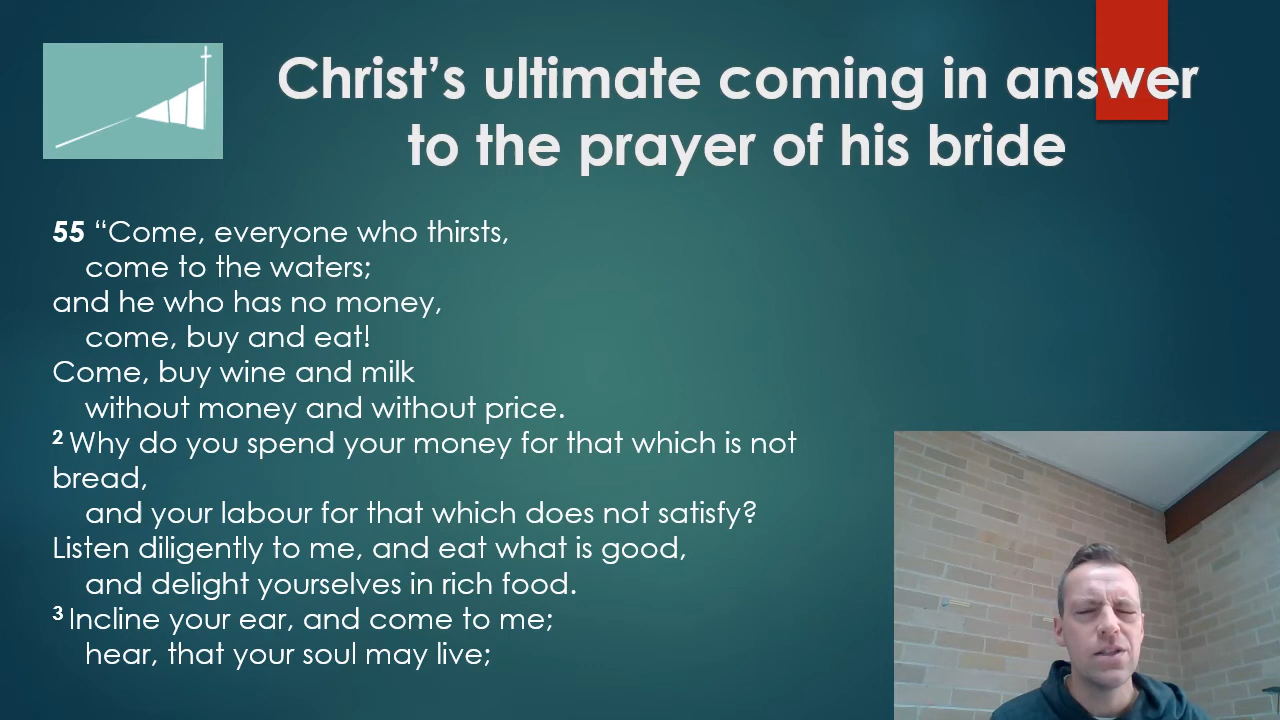 Christ’s ultimate coming in answer
to the prayer of his bride
55 “Come, everyone who thirsts,
come to the waters;
and he who has no money,
come, buy and eat!
Come, buy wine and milk
without money and without price.
2 Why do you spend your money for that which is not
bread,
and your labour for that which does not satisfy?
Listen diligently to me, and eat what is good,
and delight yourselves in rich food.
3 Incline your ear, and come to me;
hear, that your soul may live;